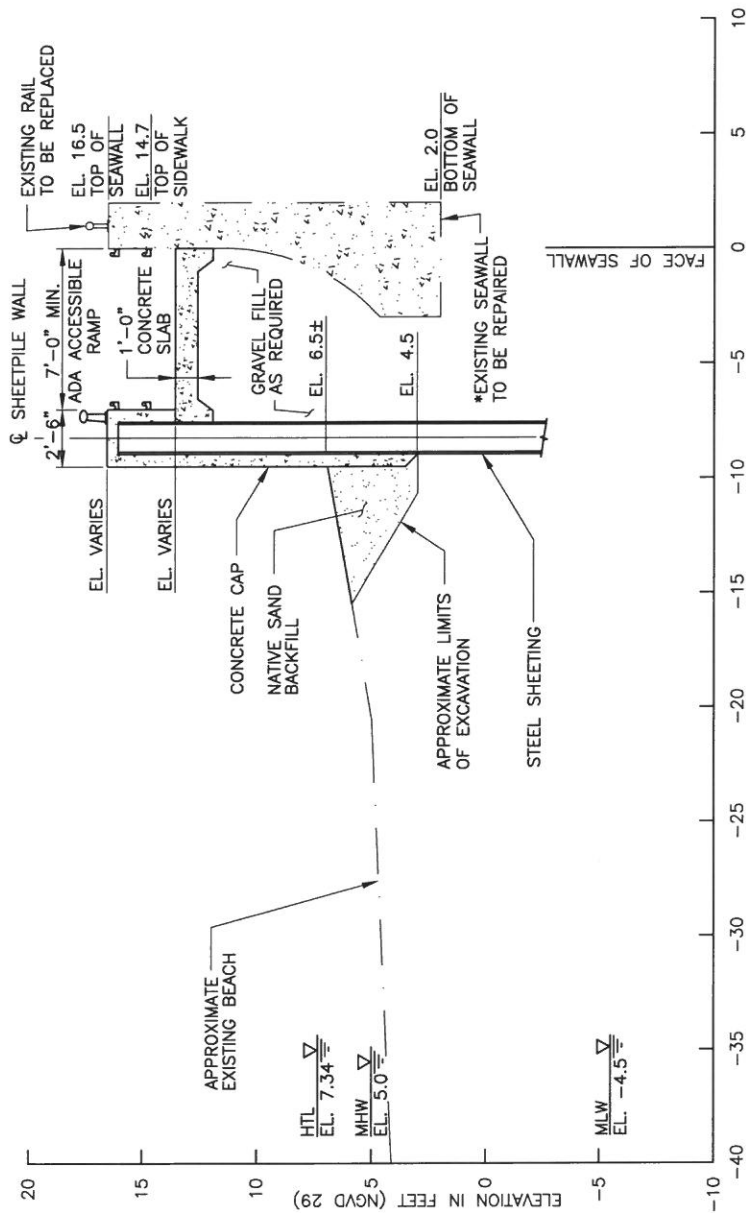 EXISTING RAIL
TO BE REPLACED
EL. 16.5
TOP OF
SEAWALL
EL. 14.7
TOP OF
SIDEWALK
EL. 2.0
BOTTOM OF
SEAWALL
℄ SHEETPILE WALL
2'-6"
7'-0" MIN.
ADA ACCESSIBLE
RAMP
1'-0"
CONCRETE
SLAB
GRAVEL FILL
AS REQUIRED
EL. 6.5±
EL. 4.5
*EXISTING SEAWALL
TO BE REPAIRED
FACE OF SEAWALL
EL. VARIES
EL. VARIES
CONCRETE CAP
NATIVE SAND
BACKFILL
APPROXIMATE LIMITS
OF EXCAVATION
STEEL SHEETING
APPROXIMATE
EXISTING BEACH
HTL
EL. 7.34
MHW
EL. 5.0
MLW
EL. -4.5
ELEVATION IN FEET (NGVD 29)
20
15
10
5
0
-5
-10
-40
-35
-30
-25
-20
-15
-10
-5
0
5
10